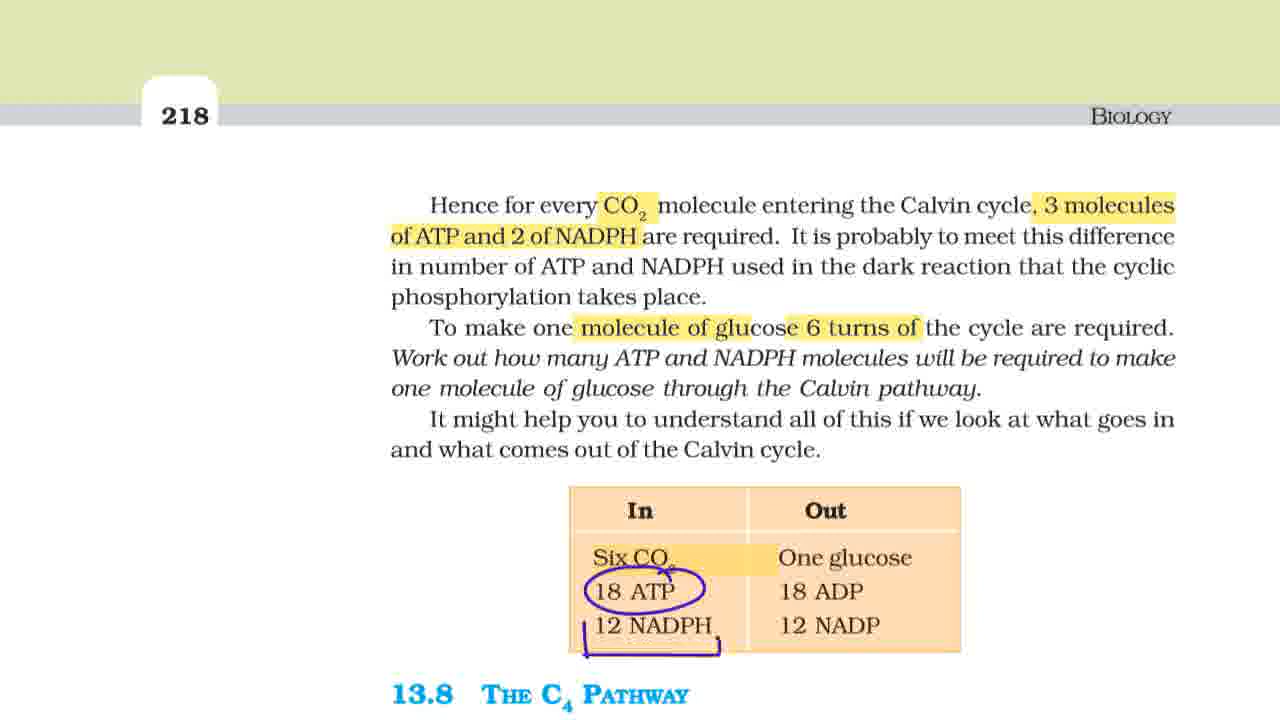 218
BIOLOGY
Hence for every CO₂ molecule entering the Calvin cycle, 3 molecules
of ATP and 2 of NADPH are required. It is probably to meet this difference
in number of ATP and NADPH used in the dark reaction that the cyclic
phosphorylation takes place.
To make one molecule of glucose 6 turns of the cycle are required.
Work out how many ATP and NADPH molecules will be required to make
one molecule of glucose through the Calvin pathway.
It might help you to understand all of this if we look at what goes in
and what comes out of the Calvin cycle.
In Out
Six CO₂ One glucose
18 ATP 18 ADP
12 NADPH 12 NADP
13.8 THE C₄ PATHWAY